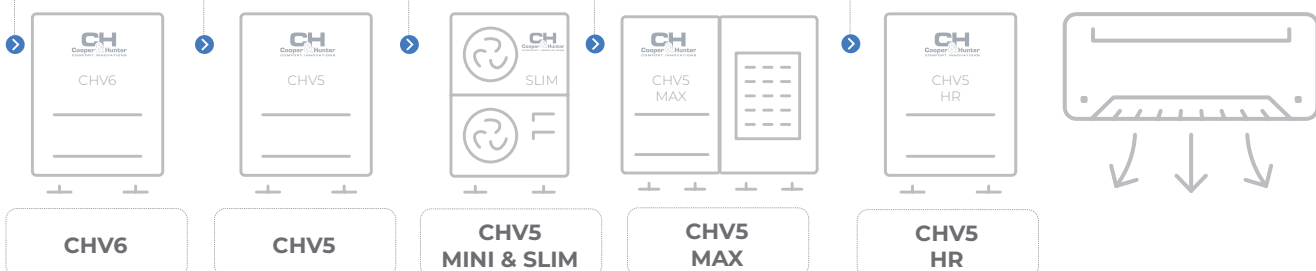 CH
Cooper Hunter
COMFORT INNOVATIONS
CHV6
CH
Cooper Hunter
COMFORT INNOVATIONS
CHV5
CH
Cooper Hunter
COMFORT INNOVATIONS
SLIM
CH
Cooper Hunter
COMFORT INNOVATIONS
CHV5
MAX
CH
Cooper Hunter
COMFORT INNOVATIONS
CHV5
HR
CHV6
CHV5
CHV5
MINI & SLIM
CHV5
MAX
CHV5
HR